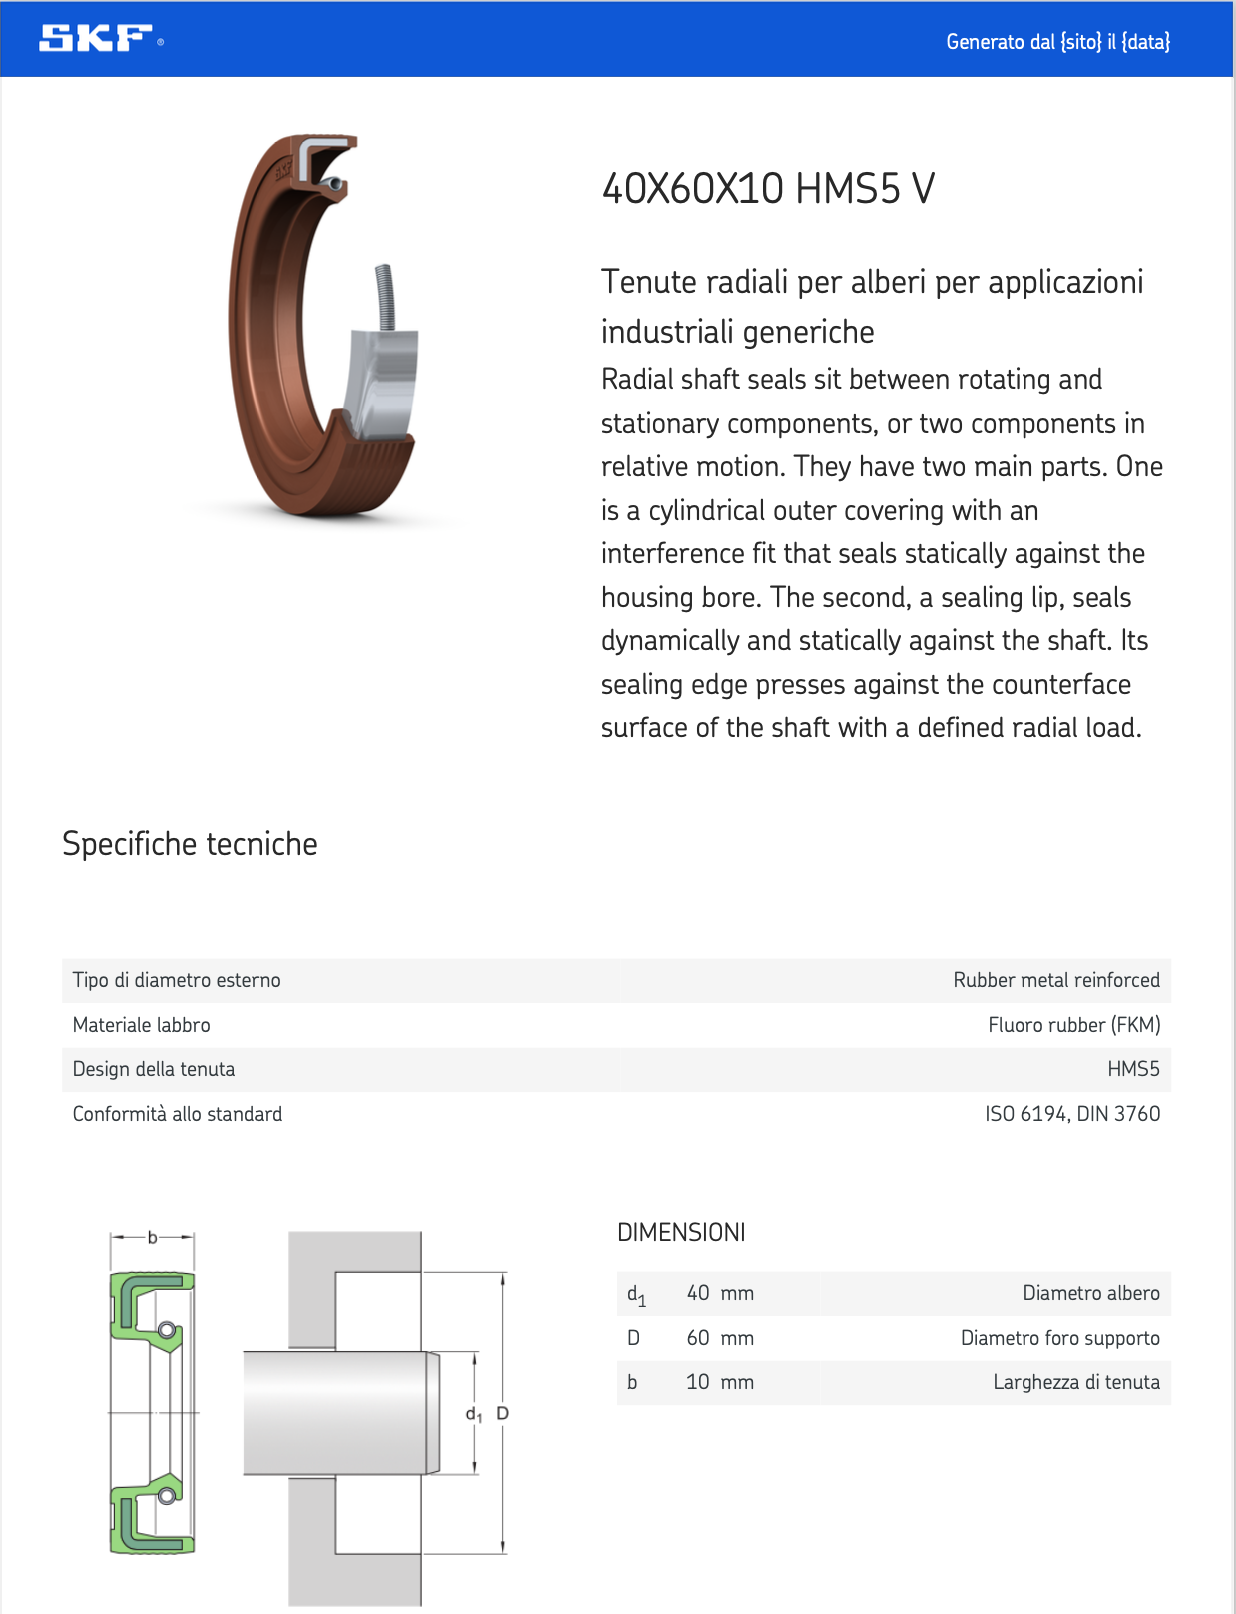 SKF®
Generato dal {sito} il {data}
40X60X10 HMS5 V
Tenute radiali per alberi per applicazioni
industriali generiche
Radial shaft seals sit between rotating and
stationary components, or two components in
relative motion. They have two main parts. One
is a cylindrical outer covering with an
interference fit that seals statically against the
housing bore. The second, a sealing lip, seals
dynamically and statically against the shaft. Its
sealing edge presses against the counterface
surface of the shaft with a defined radial load.
SKF
Specifiche tecniche
Tipo di diametro esterno Rubber metal reinforced
Materiale labbro Fluoro rubber (FKM)
Design della tenuta HMS5
Conformità allo standard ISO 6194, DIN 3760
b
d₁ D
DIMENSIONI
d₁ 40 mm Diametro albero
D 60 mm Diametro foro supporto
b 10 mm Larghezza di tenuta